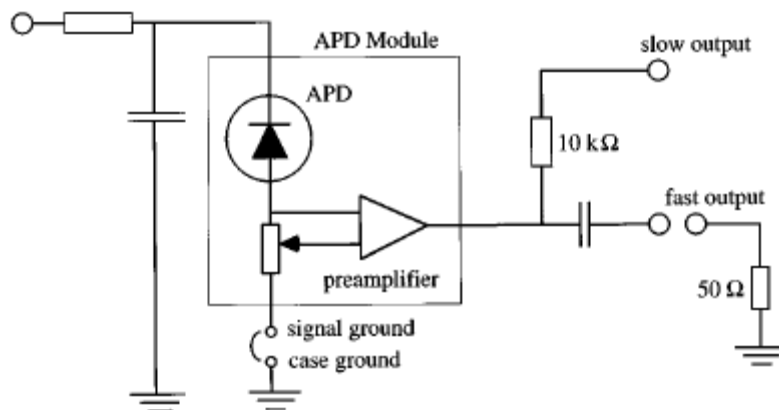 APD Module
slow output
APD
10 kΩ
fast output
preamplifier
50 Ω
signal ground
case ground